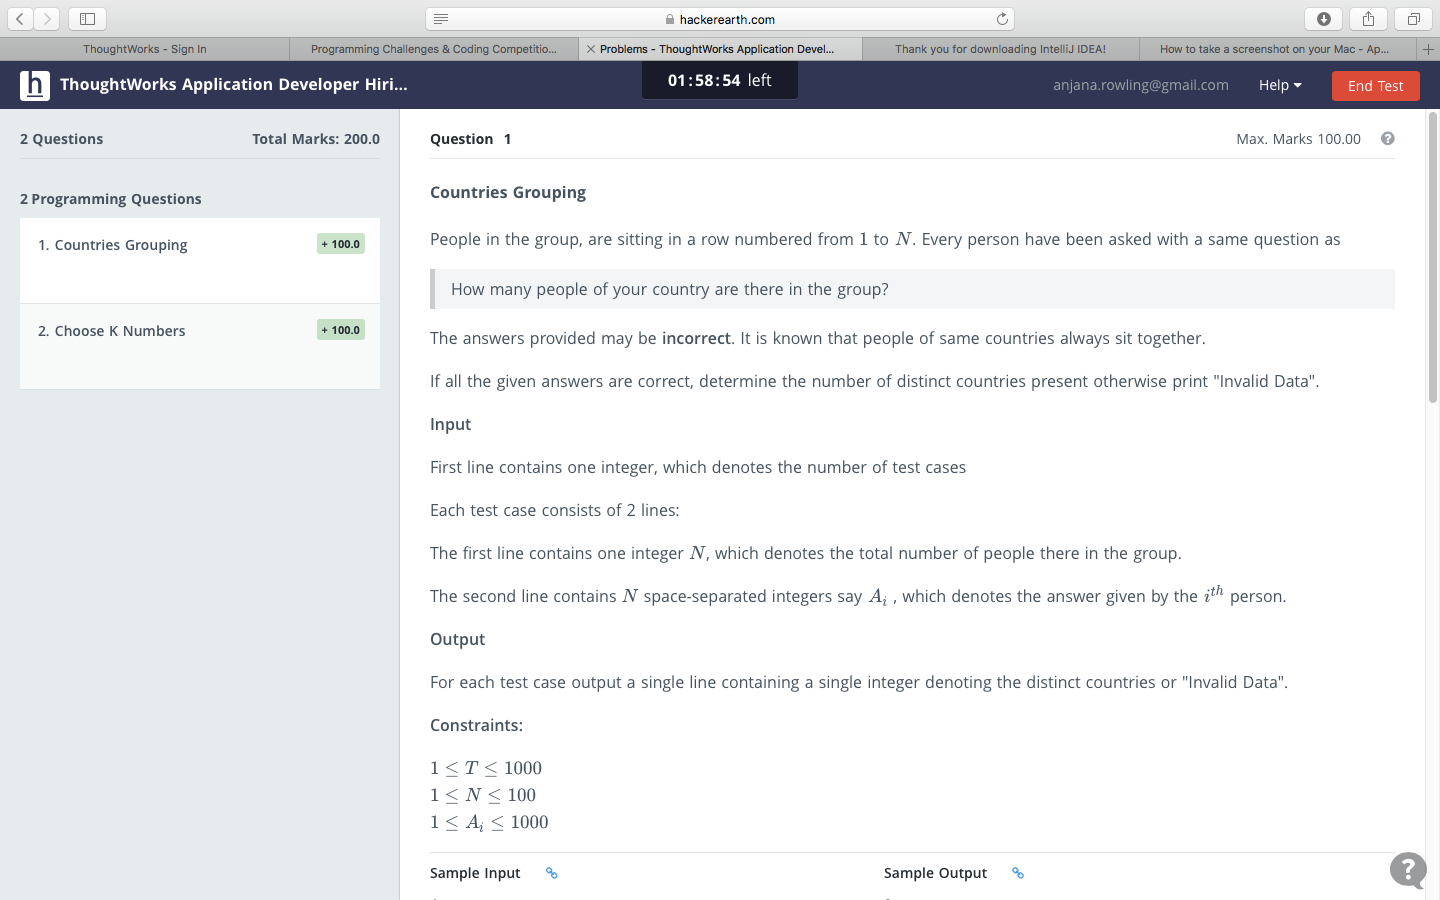 hackerearth.com
ThoughtWorks - Sign In
Programming Challenges & Coding Competitio...
Problems - ThoughtWorks Application Devel...
Thank you for downloading IntelliJ IDEA!
How to take a screenshot on your Mac - Ap...
h
ThoughtWorks Application Developer Hiri...
01:58:54 left
anjana.rowling@gmail.com
Help
End Test
2 Questions
Total Marks: 200.0
2 Programming Questions
1. Countries Grouping
+ 100.0
2. Choose K Numbers
+ 100.0
Question 1
Max. Marks 100.00
?
Countries Grouping
People in the group, are sitting in a row numbered from 1 to N. Every person have been asked with a same question as
How many people of your country are there in the group?
The answers provided may be incorrect. It is known that people of same countries always sit together.
If all the given answers are correct, determine the number of distinct countries present otherwise print "Invalid Data".
Input
First line contains one integer, which denotes the number of test cases
Each test case consists of 2 lines:
The first line contains one integer N, which denotes the total number of people there in the group.
The second line contains N space-separated integers say A_i , which denotes the answer given by the i^th person.
Output
For each test case output a single line containing a single integer denoting the distinct countries or "Invalid Data".
Constraints:
1 ≤ T ≤ 1000
1 ≤ N ≤ 100
1 ≤ A_i ≤ 1000
Sample Input
Sample Output
?